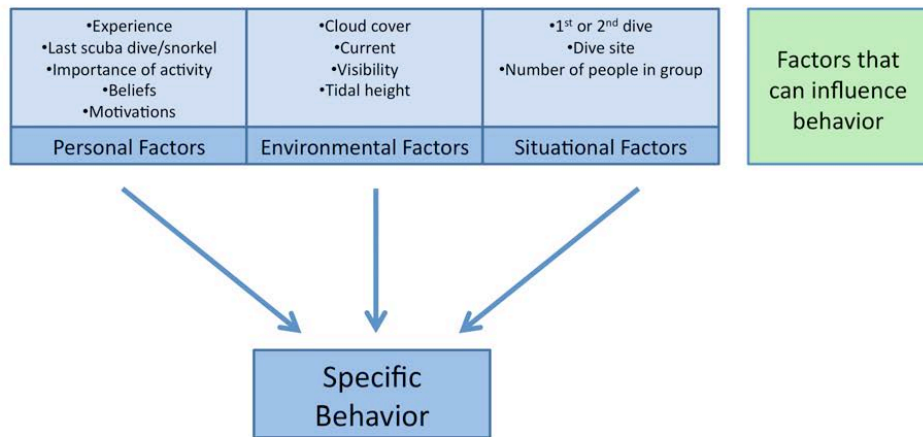 •Experience
•Last scuba dive/snorkel
•Importance of activity
•Beliefs
•Motivations
Personal Factors
•Cloud cover
•Current
•Visibility
•Tidal height
Environmental Factors
•1st or 2nd dive
•Dive site
•Number of people in group
Situational Factors
Factors that
can influence
behavior
Specific
Behavior